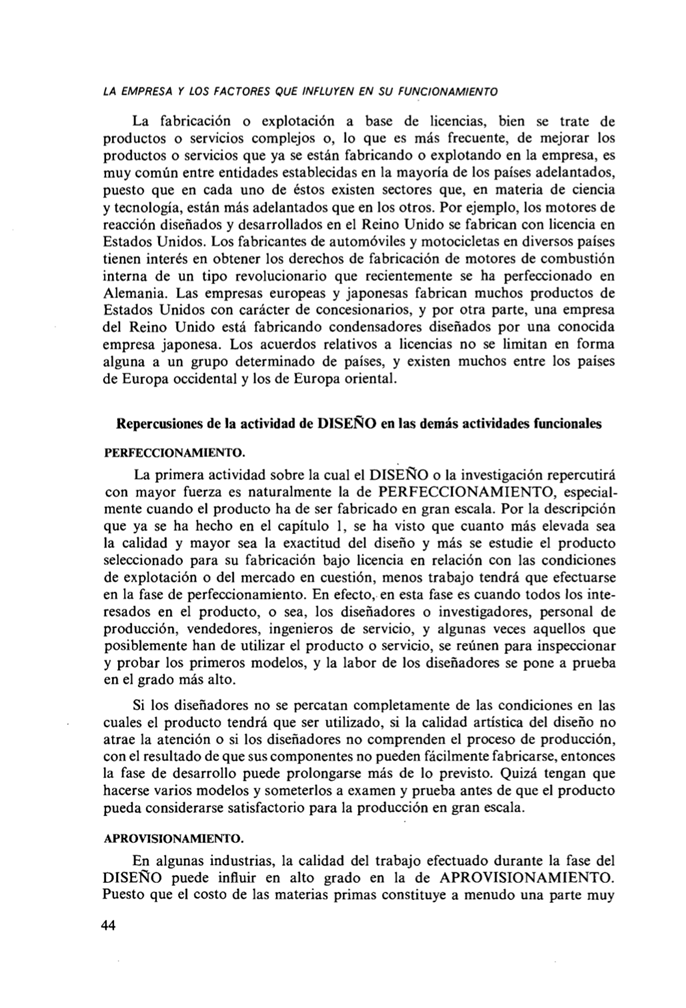 LA EMPRESA Y LOS FACTORES QUE INFLUYEN EN SU FUNCIONAMIENTO
La fabricación o explotación a base de licencias, bien se trate de
productos o servicios complejos o, lo que es más frecuente, de mejorar los
productos o servicios que ya se están fabricando o explotando en la empresa, es
muy común entre entidades establecidas en la mayoría de los países adelantados,
puesto que en cada uno de éstos existen sectores que, en materia de ciencia
y tecnología, están más adelantados que en los otros. Por ejemplo, los motores de
reacción diseñados y desarrollados en el Reino Unido se fabrican con licencia en
Estados Unidos. Los fabricantes de automóviles y motocicletas en diversos países
tienen interés en obtener los derechos de fabricación de motores de combustión
interna de un tipo revolucionario que recientemente se ha perfeccionado en
Alemania. Las empresas europeas y japonesas fabrican muchos productos de
Estados Unidos con carácter de concesionarios, y por otra parte, una empresa
del Reino Unido está fabricando condensadores diseñados por una conocida
empresa japonesa. Los acuerdos relativos a licencias no se limitan en forma
alguna a un grupo determinado de países, y existen muchos entre los países
de Europa occidental y los de Europa oriental.
Repercusiones de la actividad de DISEÑO en las demás actividades funcionales
PERFECCIONAMIENTO.
La primera actividad sobre la cual el DISEÑO o la investigación repercutirá
con mayor fuerza es naturalmente la de PERFECCIONAMIENTO, especial-
mente cuando el producto ha de ser fabricado en gran escala. Por la descripción
que ya se ha hecho en el capítulo 1, se ha visto que cuanto más elevada sea
la calidad y mayor sea la exactitud del diseño y más se estudie el producto
seleccionado para su fabricación bajo licencia en relación con las condiciones
de explotación o del mercado en cuestión, menos trabajo tendrá que efectuarse
en la fase de perfeccionamiento. En efecto, en esta fase es cuando todos los inte-
resados en el producto, o sea, los diseñadores o investigadores, personal de
producción, vendedores, ingenieros de servicio, y algunas veces aquellos que
posiblemente han de utilizar el producto o servicio, se reúnen para inspeccionar
y probar los primeros modelos, y la labor de los diseñadores se pone a prueba
en el grado más alto.
Si los diseñadores no se percatan completamente de las condiciones en las
cuales el producto tendrá que ser utilizado, si la calidad artística del diseño no
atrae la atención o si los diseñadores no comprenden el proceso de producción,
con el resultado de que sus componentes no pueden fácilmente fabricarse, entonces
la fase de desarrollo puede prolongarse más de lo previsto. Quizá tengan que
hacerse varios modelos y someterlos a examen y prueba antes de que el producto
pueda considerarse satisfactorio para la producción en gran escala.
APROVISIONAMIENTO.
En algunas industrias, la calidad del trabajo efectuado durante la fase del
DISEÑO puede influir en alto grado en la de APROVISIONAMIENTO.
Puesto que el costo de las materias primas constituye a menudo una parte muy
44